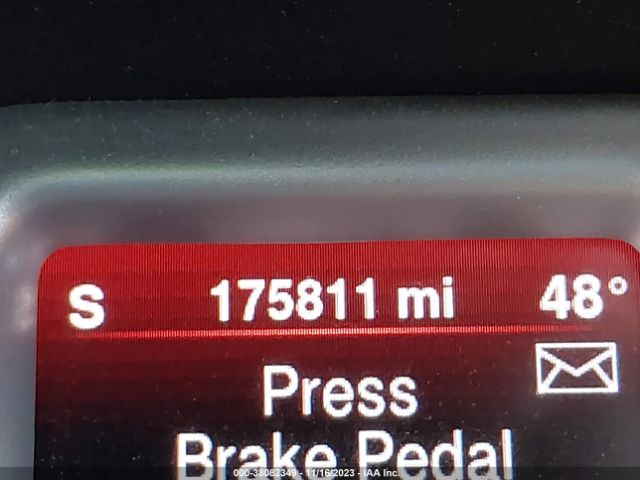 S 175811 mi 48°
Press
Brake Pedal
000-38082349 - 11/16/2023 - IAA Inc.